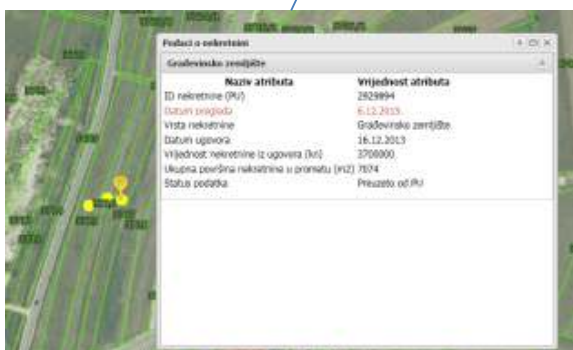 Podaci o nekretnini
Građevinsko zemljište
Naziv atributa Vrijednost atributa
ID nekretnine (PU) 2929894
Datum pregleda 6.12.2015.
Vrsta nekretnine Građevinsko zemljište
Datum ugovora 16.12.2013
Vrijednost nekretnine iz ugovora (kn) 3700000
Ukupna površina nekretnine u prometu (m2) 7074
Status podatka Preuzeto od PU